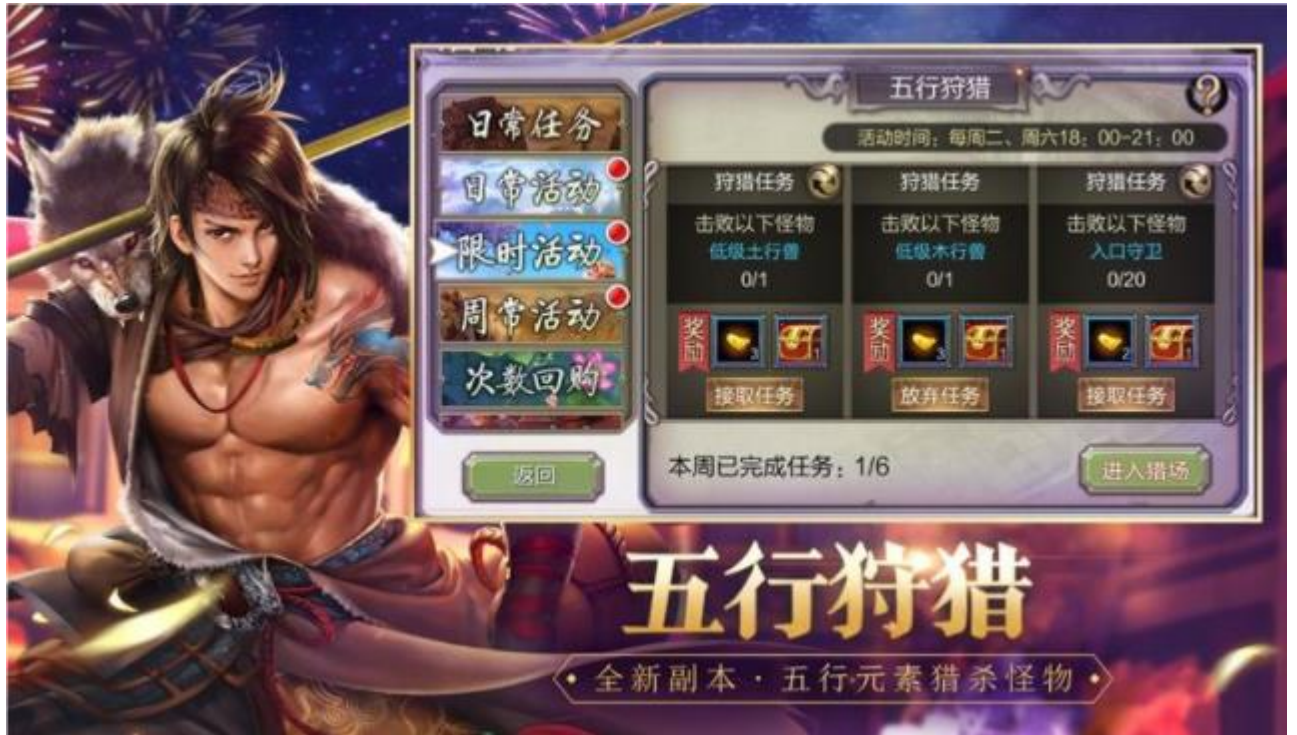 五行狩猎
活动时间：每周二、周六18：00-21：00
日常任务
日常活动
限时活动
周常活动
次数回购
返回
狩猎任务
击败以下怪物
低级土行兽
0/1
奖励
3
1
接取任务
狩猎任务
击败以下怪物
低级木行兽
0/1
奖励
3
1
放弃任务
狩猎任务
击败以下怪物
入口守卫
0/20
奖励
2
1
接取任务
本周已完成任务：1/6
进入猎场
五行狩猎
·全新副本·五行元素猎杀怪物·